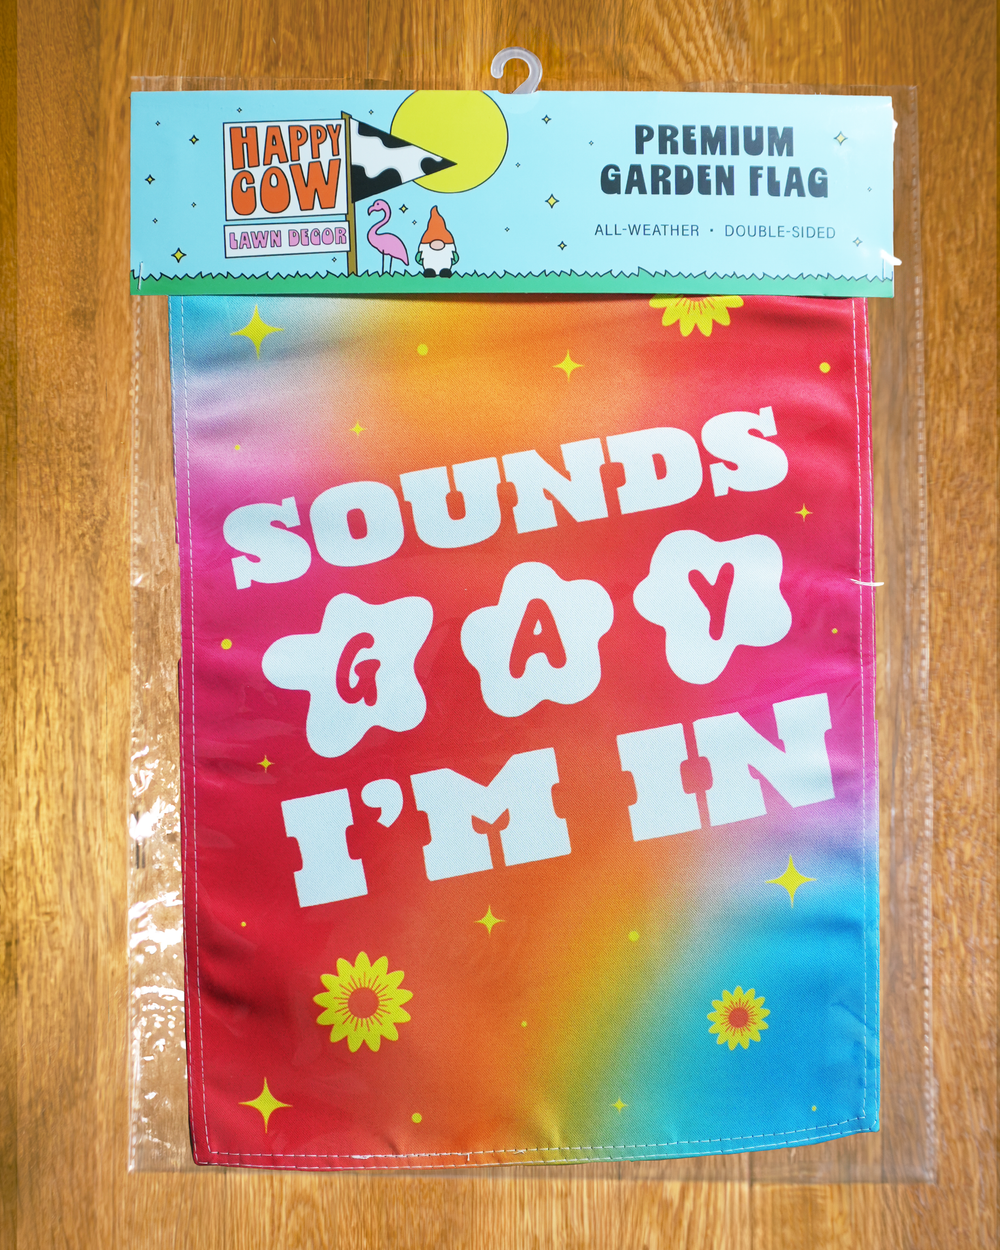 HAPPY
COW
LAWN DECOR
PREMIUM
GARDEN FLAG
ALL-WEATHER • DOUBLE-SIDED
SOUNDS
GAY
I'M IN